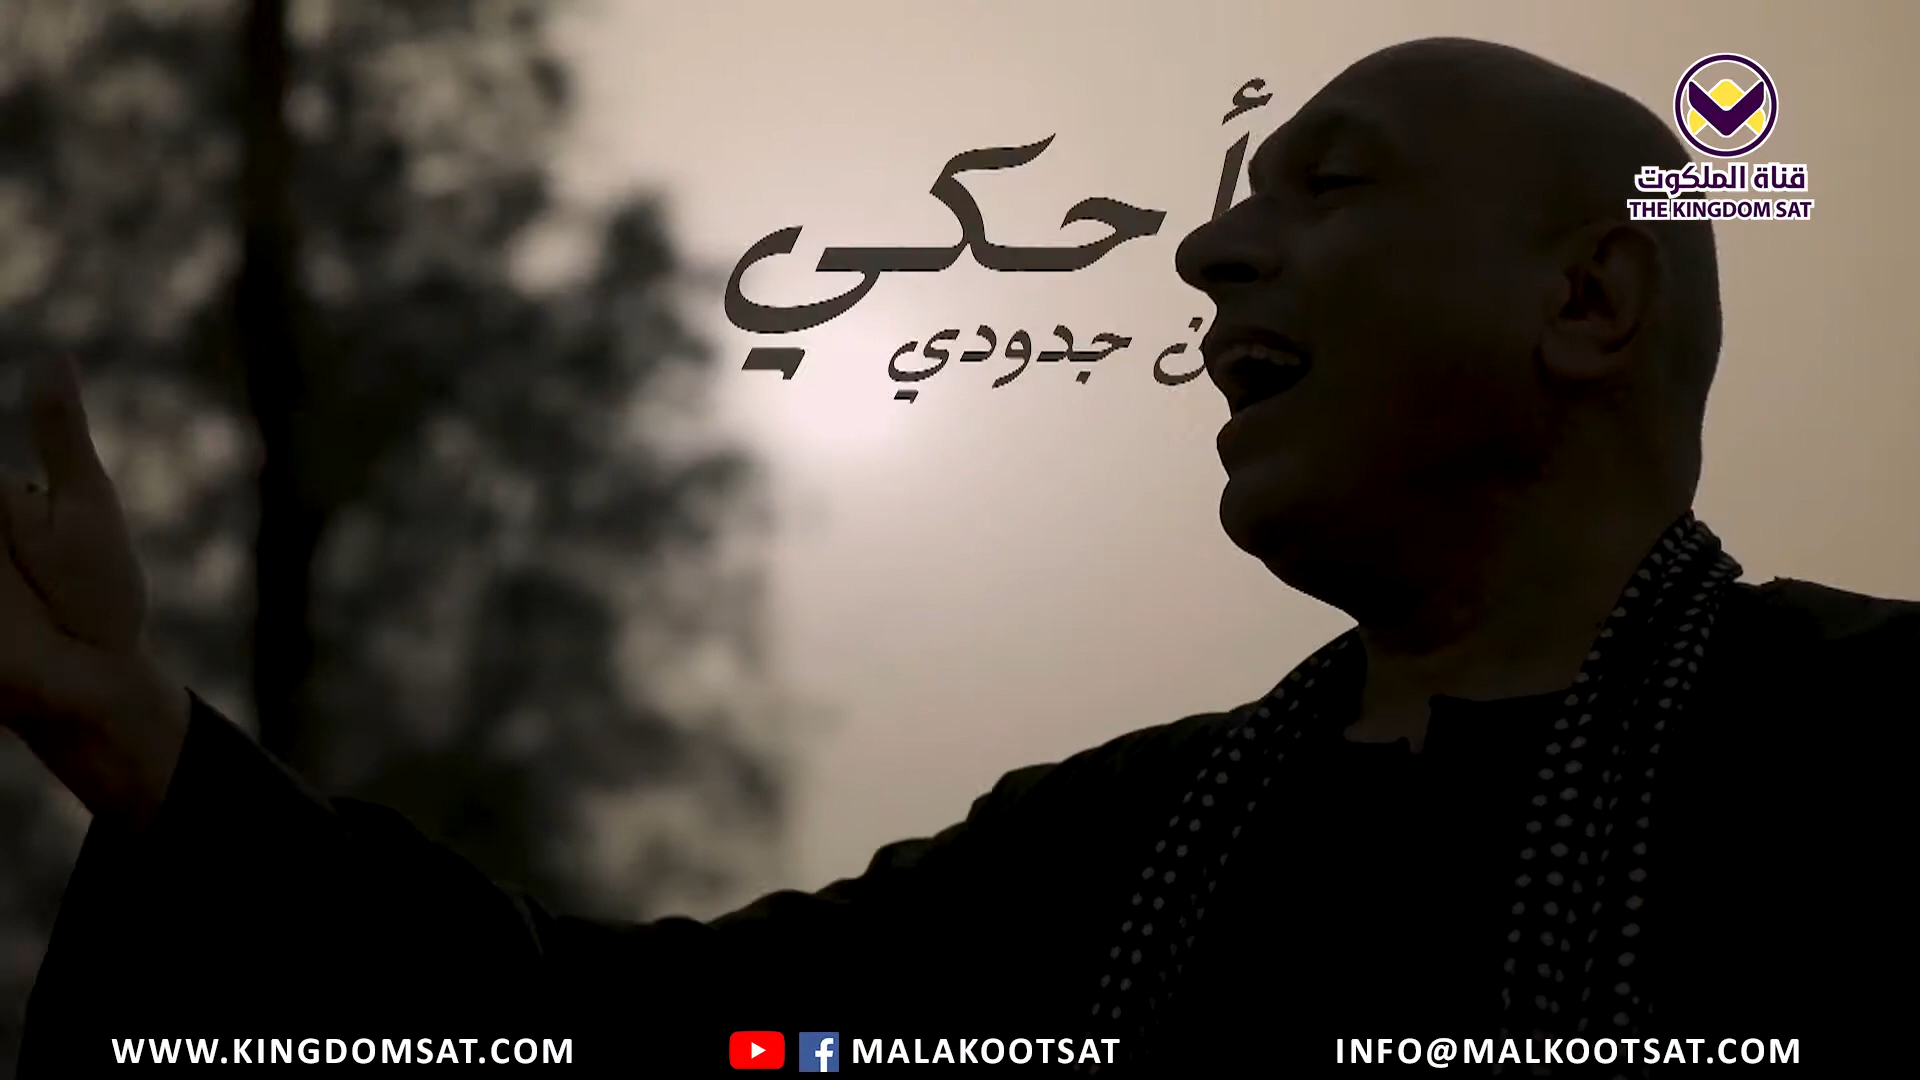 أحكي
جدودي
قناة الملكوت
THE KINGDOM SAT
WWW.KINGDOMSAT.COM
MALAKOOTSAT
INFO@MALKOOTSAT.COM